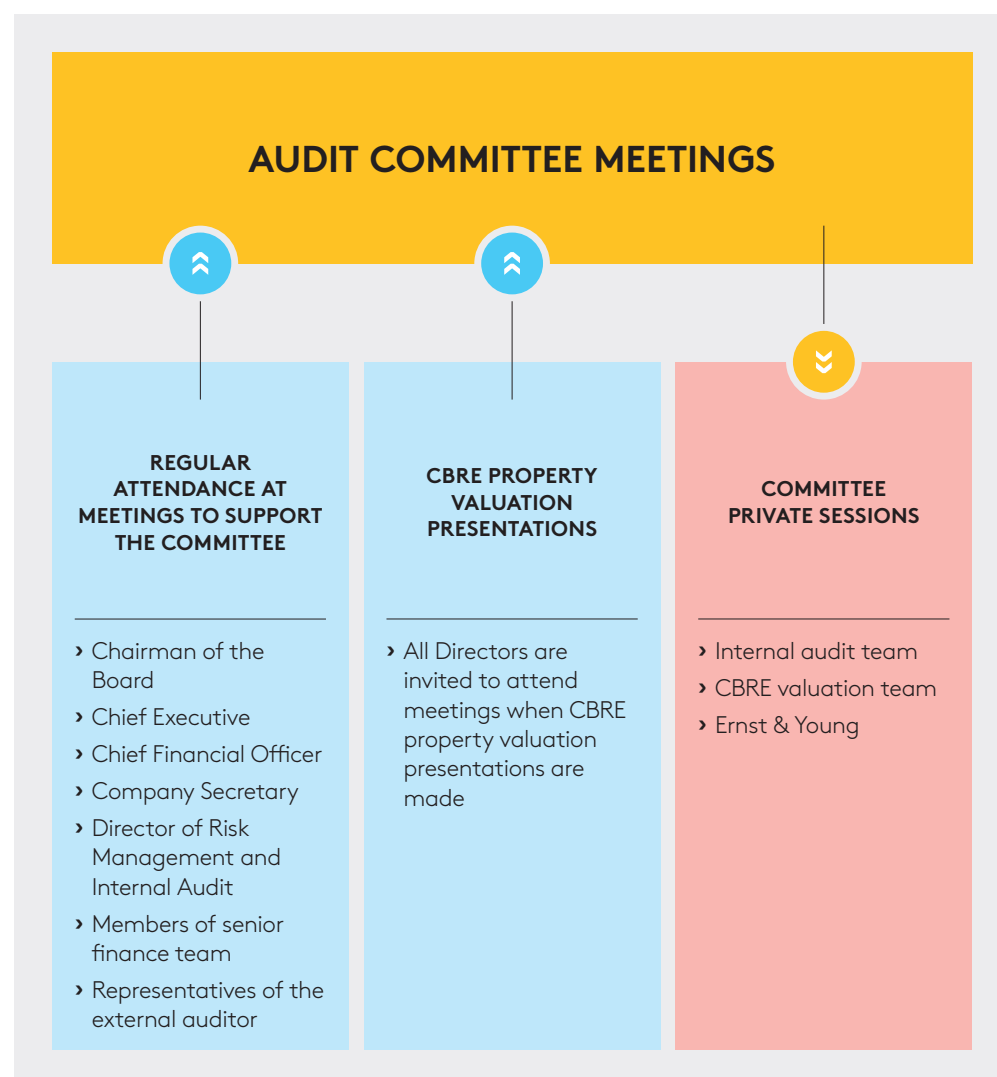 AUDIT COMMITTEE MEETINGS
REGULAR
ATTENDANCE AT
MEETINGS TO SUPPORT
THE COMMITTEE
› Chairman of the
Board
› Chief Executive
› Chief Financial Officer
› Company Secretary
› Director of Risk
Management and
Internal Audit
› Members of senior
finance team
› Representatives of the
external auditor
CBRE PROPERTY
VALUATION
PRESENTATIONS
› All Directors are
invited to attend
meetings when CBRE
property valuation
presentations are
made
COMMITTEE
PRIVATE SESSIONS
› Internal audit team
› CBRE valuation team
› Ernst & Young